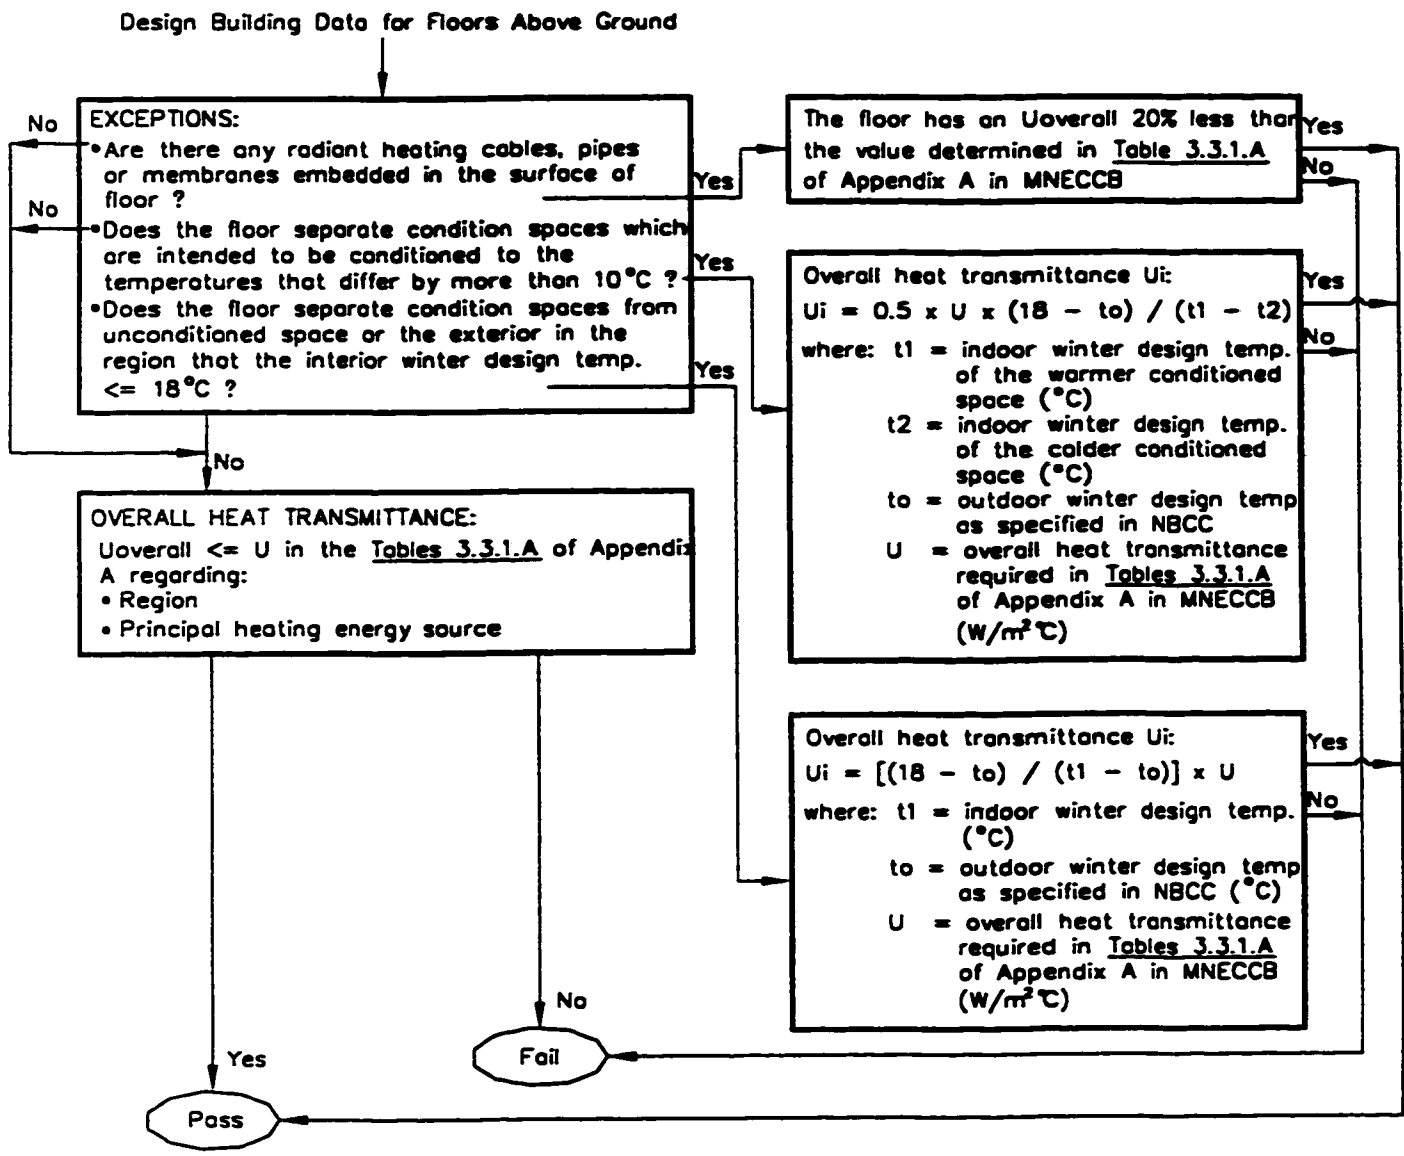 Design Building Data for Floors Above Ground
No
EXCEPTIONS:
•Are there any radiant heating cables, pipes
or membranes embedded in the surface of
floor ?
Yes
No
•Does the floor separate condition spaces which
are intended to be conditioned to the
temperatures that differ by more than 10°C ?
Yes
•Does the floor separate condition spaces from
unconditioned space or the exterior in the
region that the interior winter design temp.
<= 18°C ?
Yes
No
OVERALL HEAT TRANSMITTANCE:
Uoverall <= U in the Tables 3.3.1.A of Appendix
A regarding:
• Region
• Principal heating energy source
The floor has an Uoverall 20% less than
the value determined in Table 3.3.1.A
of Appendix A in MNECCB
Yes
No
Overall heat transmittance Ui:
Ui = 0.5 x U x (18 - to) / (t1 - t2)
where: t1 = indoor winter design temp.
of the warmer conditioned
space (°C)
t2 = indoor winter design temp.
of the colder conditioned
space (°C)
to = outdoor winter design temp
as specified in NBCC
U = overall heat transmittance
required in Tables 3.3.1.A
of Appendix A in MNECCB
(W/m²°C)
Yes
No
Overall heat transmittance Ui:
Ui = [(18 - to) / (t1 - to)] x U
where: t1 = indoor winter design temp.
(°C)
to = outdoor winter design temp
as specified in NBCC (°C)
U = overall heat transmittance
required in Tables 3.3.1.A
of Appendix A in MNECCB
(W/m²°C)
Yes
No
No
Fail
Yes
Pass